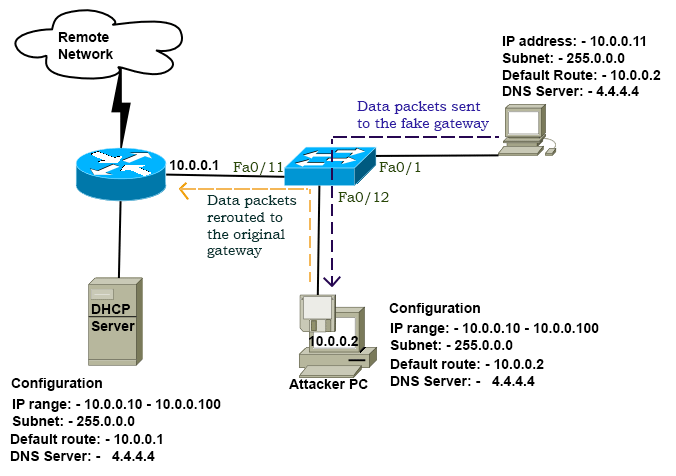 Remote
Network
IP address: - 10.0.0.11
Subnet: - 255.0.0.0
Default Route: - 10.0.0.2
DNS Server: - 4.4.4.4
Data packets sent
to the fake gateway
10.0.0.1
Fa0/11
Fa0/1
Fa0/12
Data packets
rerouted to
the original
gateway
DHCP
Server
10.0.0.2
Attacker PC
Configuration
IP range: - 10.0.0.10 - 10.0.0.100
Subnet: - 255.0.0.0
Default route: - 10.0.0.2
DNS Server: - 4.4.4.4
Configuration
IP range: - 10.0.0.10 - 10.0.0.100
Subnet: - 255.0.0.0
Default route: - 10.0.0.1
DNS Server: - 4.4.4.4